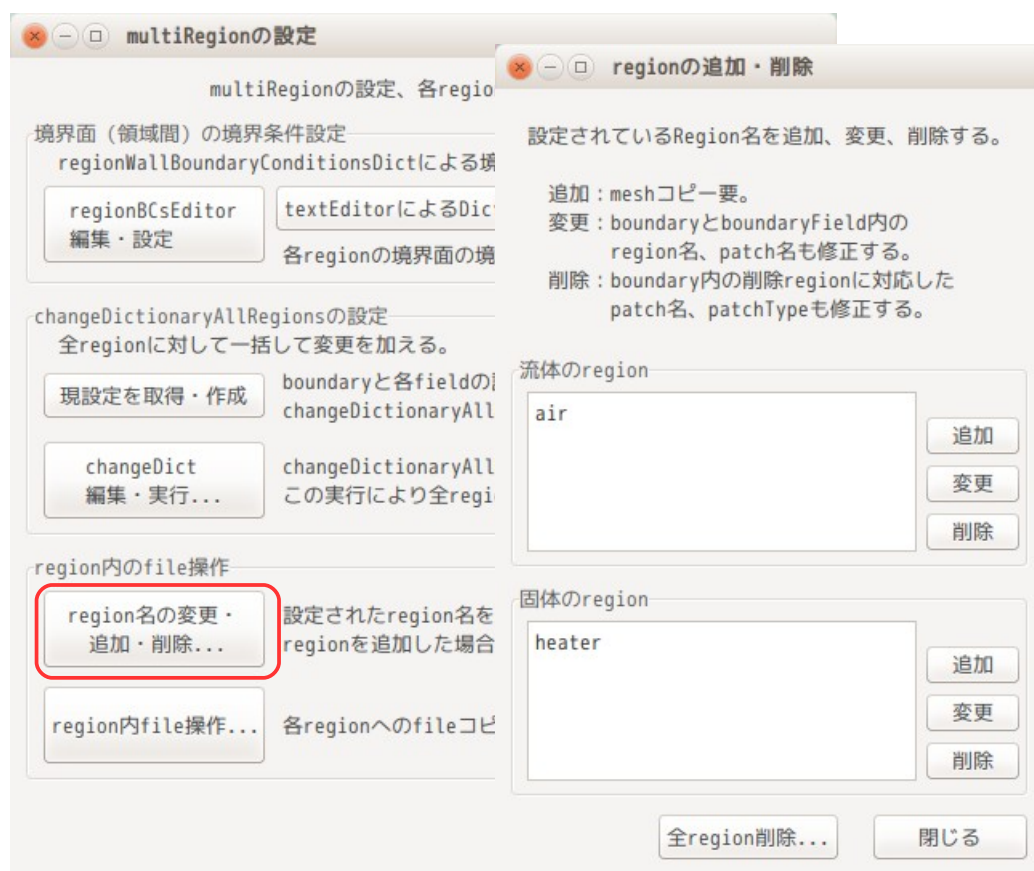 multiRegionの設定
multiRegionの設定、各regio
境界面（領域間）の境界条件設定
regionWallBoundaryConditionsDictによる境
regionBCsEditor
編集・設定
textEditorによるDic
各regionの境界面の境
changeDictionaryAllRegionsの設定
全regionに対して一括して変更を加える。
現設定を取得・作成
boundaryと各fieldの
changeDictionaryAll
changeDict
編集・実行...
changeDictionaryAll
この実行により全regi
region内のfile操作
region名の変更・
追加・削除...
設定されたregion名を
regionを追加した場合
region内file操作...
各regionへのfileコピ
regionの追加・削除
設定されているRegion名を追加、変更、削除する。
追加：meshコピー要。
変更：boundaryとboundaryField内の
region名、patch名も修正する。
削除：boundary内の削除regionに対応した
patch名、patchTypeも修正する。
流体のregion
air
追加
変更
削除
固体のregion
heater
追加
変更
削除
全region削除...
閉じる